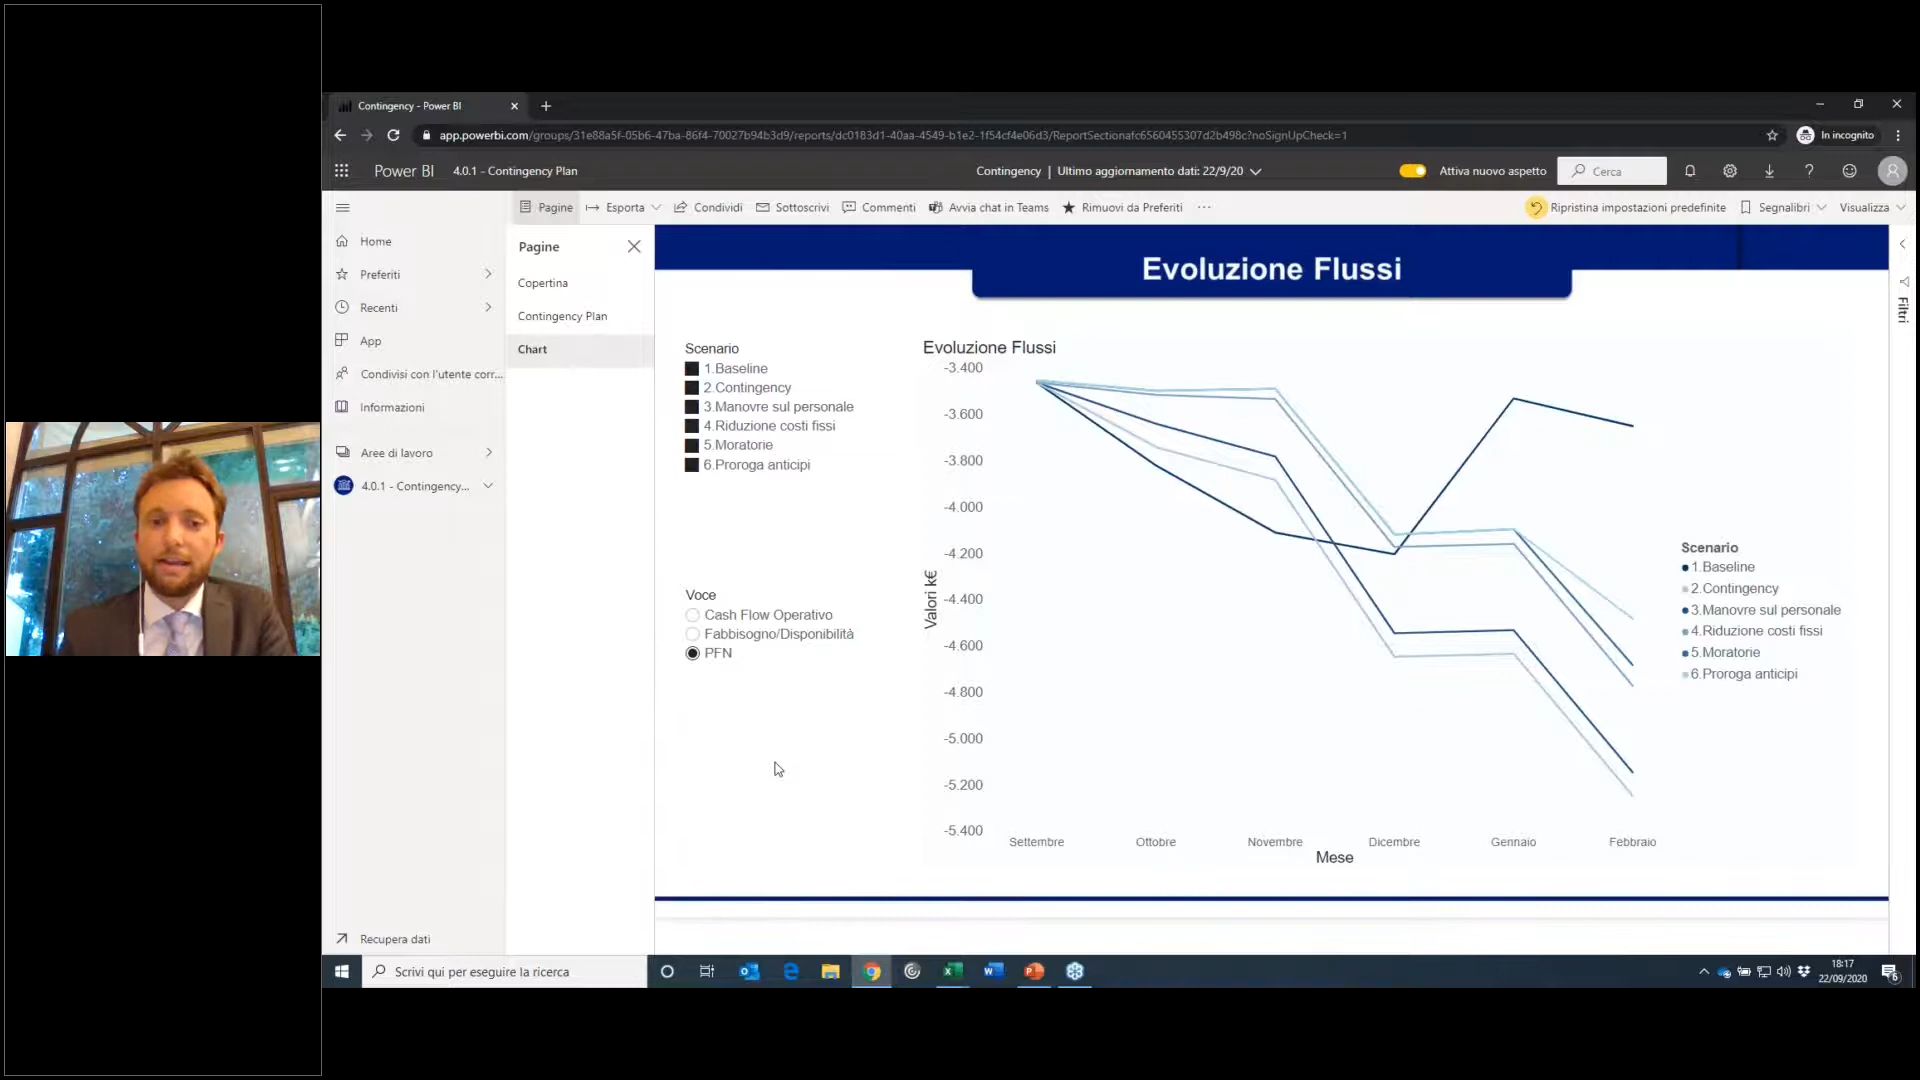 Contingency - Power BI
app.powerbi.com/groups/31e88a5f-05b6-47ba-86f4-70027b94b3d9/reports/dc0183d1-40aa-4549-b1e2-1f54cf4e06d3/ReportSectionafc6560455307d2b498c?noSignUpCheck=1
In incognito
Power BI
4.0.1 - Contingency Plan
Contingency | Ultimo aggiornamento dati: 22/9/20
Attiva nuovo aspetto
Cerca
Pagine
Esporta
Condividi
Sottoscrivi
Commenti
Avvia chat in Teams
Rimuovi da Preferiti
Ripristina impostazioni predefinite
Segnalibri
Visualizza
Home
Preferiti
Recenti
App
Condivisi con l'utente corr...
Informazioni
Aree di lavoro
4.0.1 - Contingency...
Recupera dati
Pagine
Copertina
Contingency Plan
Chart
Evoluzione Flussi
Filtri
Scenario
1.Baseline
2.Contingency
3.Manovre sul personale
4.Riduzione costi fissi
5.Moratorie
6.Proroga anticipi
Voce
Cash Flow Operativo
Fabbisogno/Disponibilità
PFN
Evoluzione Flussi
-3.400
-3.600
-3.800
-4.000
-4.200
-4.400
-4.600
-4.800
-5.000
-5.200
-5.400
Valori k€
Settembre
Ottobre
Novembre
Dicembre
Gennaio
Febbraio
Mese
Scenario
1.Baseline
2.Contingency
3.Manovre sul personale
4.Riduzione costi fissi
5.Moratorie
6.Proroga anticipi
Scrivi qui per eseguire la ricerca
18:17
22/09/2020
6